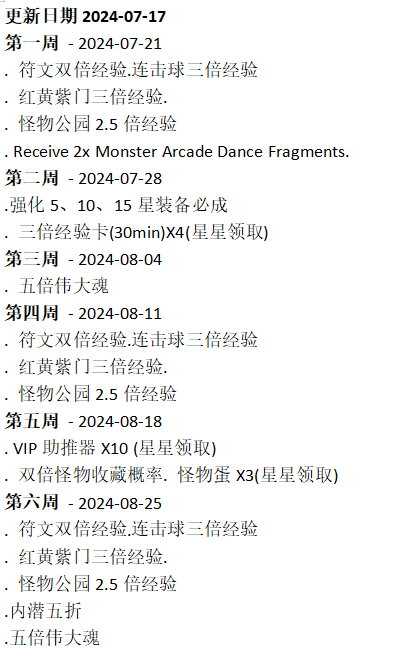 更新日期 2024-07-17
第一周 - 2024-07-21
. 符文双倍经验.连击球三倍经验
. 红黄紫门三倍经验.
. 怪物公园 2.5 倍经验
. Receive 2x Monster Arcade Dance Fragments.
第二周 - 2024-07-28
.强化 5、10、15 星装备必成
. 三倍经验卡(30min)X4(星星领取)
第三周 - 2024-08-04
. 五倍伟大魂
第四周 - 2024-08-11
. 符文双倍经验.连击球三倍经验
. 红黄紫门三倍经验.
. 怪物公园 2.5 倍经验
第五周 - 2024-08-18
. VIP 助推器 X10 (星星领取)
. 双倍怪物收藏概率. 怪物蛋 X3(星星领取)
第六周 - 2024-08-25
. 符文双倍经验.连击球三倍经验
. 红黄紫门三倍经验.
. 怪物公园 2.5 倍经验
.内潜五折
.五倍伟大魂